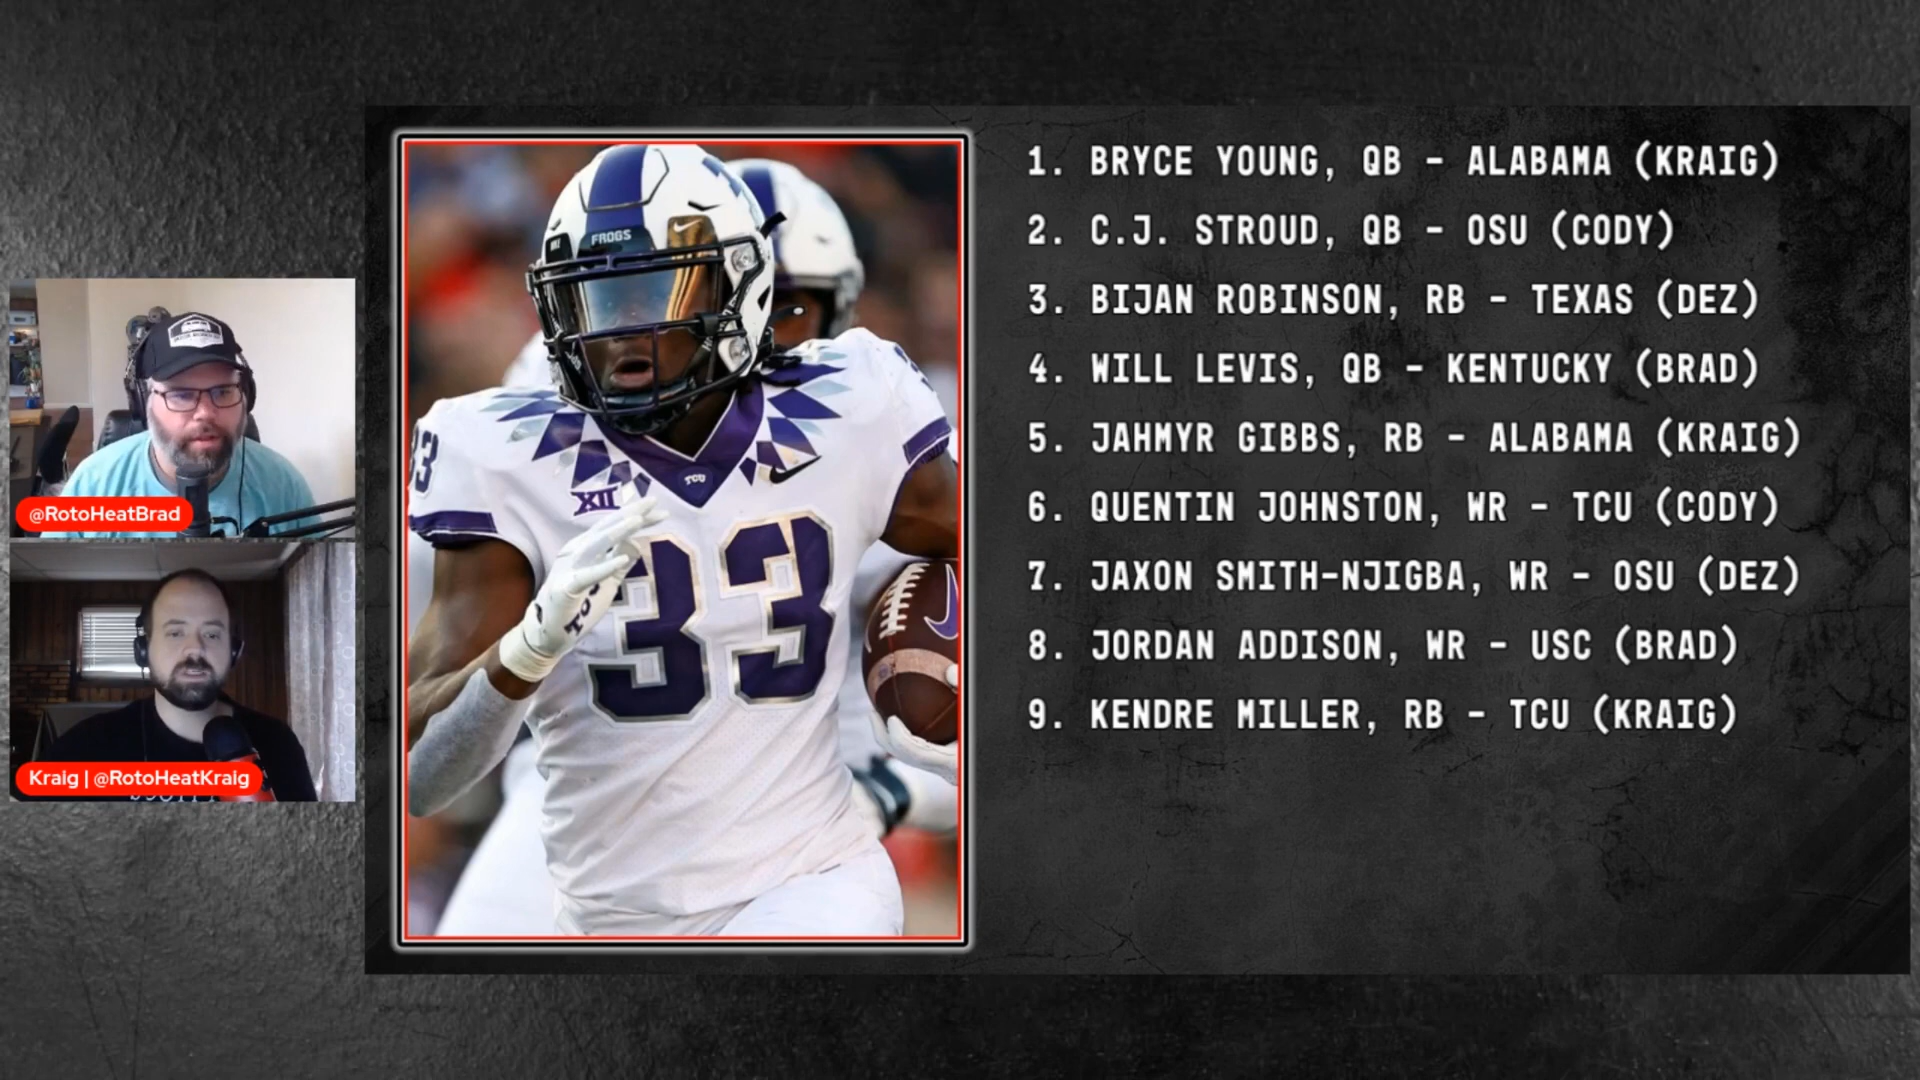 1. BRYCE YOUNG, QB - ALABAMA (KRAIG)
2. C.J. STROUD, QB - OSU (CODY)
3. BIJAN ROBINSON, RB - TEXAS (DEZ)
4. WILL LEVIS, QB - KENTUCKY (BRAD)
5. JAHMYR GIBBS, RB - ALABAMA (KRAIG)
6. QUENTIN JOHNSTON, WR - TCU (CODY)
7. JAXON SMITH-NJIGBA, WR - OSU (DEZ)
8. JORDAN ADDISON, WR - USC (BRAD)
9. KENDRE MILLER, RB - TCU (KRAIG)
@RotoHeatBrad
Kraig | @RotoHeatKraig
FROGS
TCU
XII
33
33